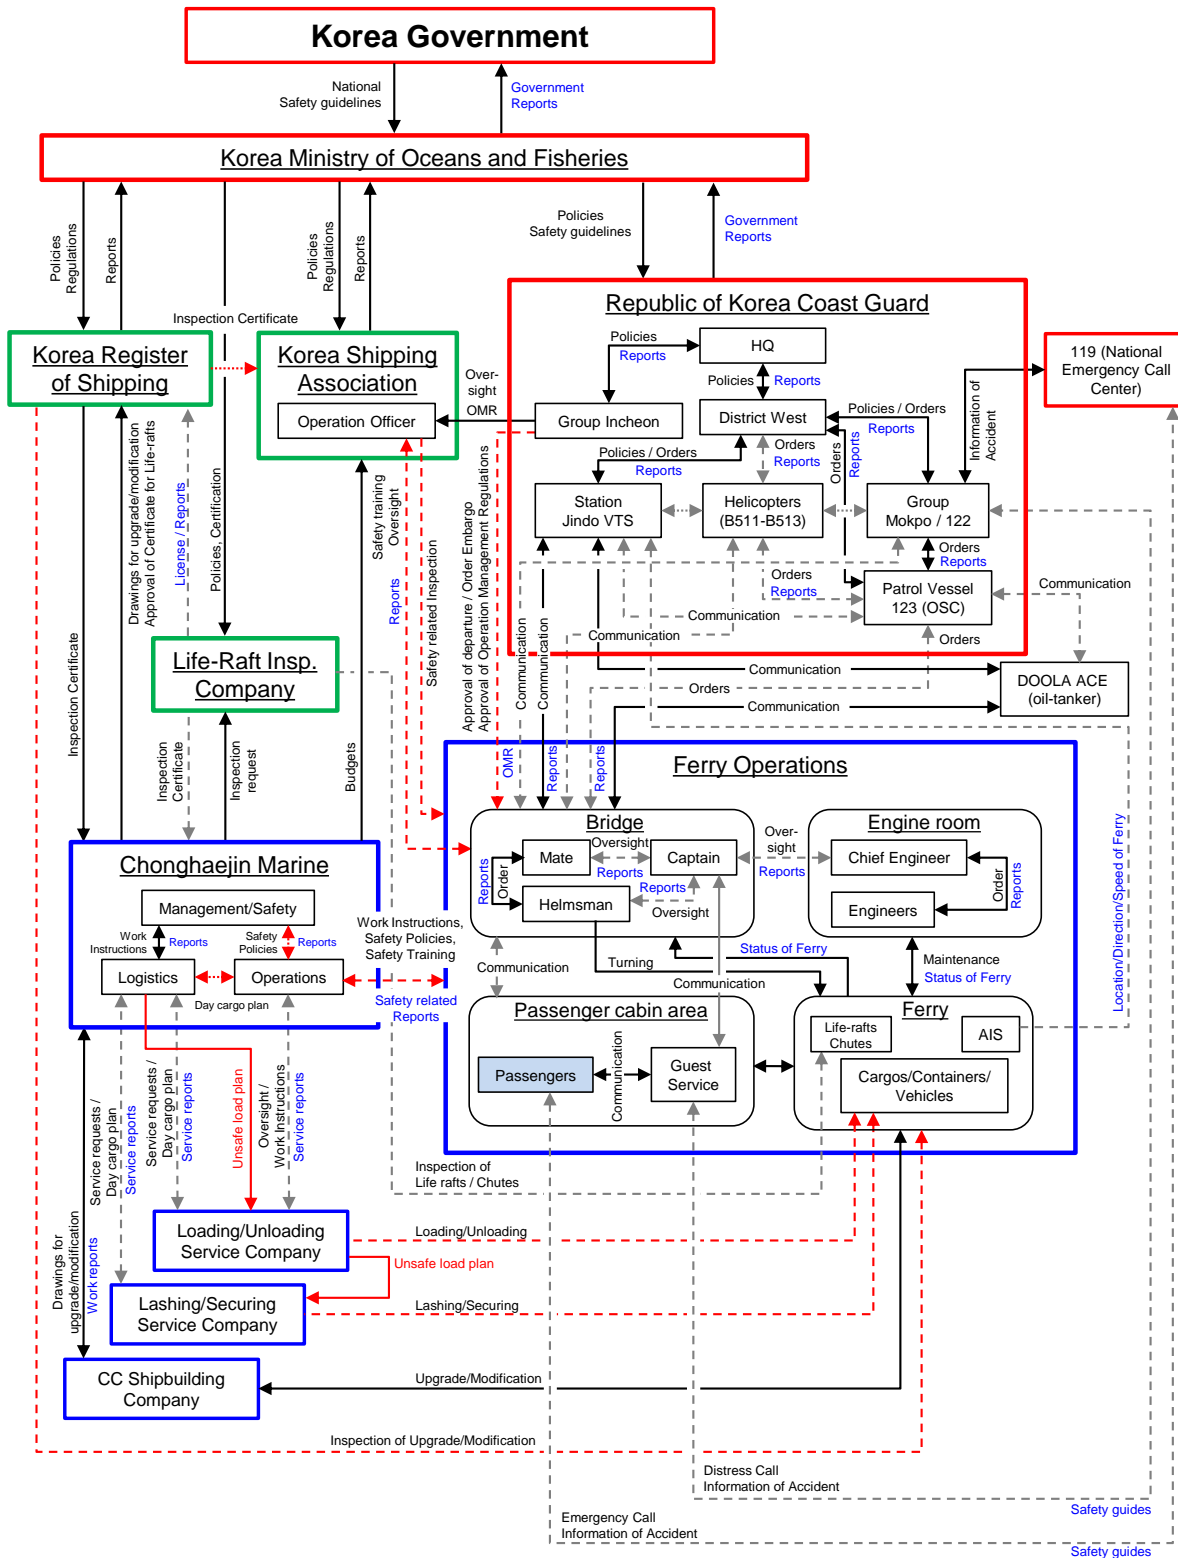 Korea Government
National
Safety guidelines
Government
Reports
Korea Ministry of Oceans and Fisheries
Policies
Regulations
Reports
Policies
Regulations
Reports
Policies
Safety guidelines
Government
Reports
Inspection Certificate
Korea Register
of Shipping
Korea Shipping
Association
Operation Officer
Over-
sight
OMR
Republic of Korea Coast Guard
Policies
Reports
HQ
Policies
Reports
Group Incheon
District West
Policies / Orders
Reports
Orders
Reports
Orders
Reports
Policies / Orders
Reports
Information of
Accident
119 (National
Emergency Call
Center)
Station
Jindo VTS
Helicopters
(B511-B513)
Group
Mokpo / 122
Orders
Reports
Orders
Reports
Patrol Vessel
123 (OSC)
Communication
Communication
Communication
Orders
Communication
Orders
Communication
DOOLA ACE
(oil-tanker)
Drawings for upgrade/modification
Approval of Certificate for Life-rafts
License / Reports
Policies, Certification
Safety training
Oversight
Reports
Safety related Inspection
Approval of departure / Order Embargo
Approval of Operation Management Regulations
Communication
OMR
Communication
Reports
Reports
Reports
Life-Raft Insp.
Company
Inspection Certificate
Inspection
Certificate
Inspection
request
Budgets
Location/Direction/Speed of Ferry
Chonghaejin Marine
Management/Safety
Work
Instructions
Reports
Safety
Policies
Reports
Logistics
Operations
Day cargo plan
Work Instructions,
Safety Policies,
Safety Training
Safety related
Reports
Ferry Operations
Bridge
Mate
Oversight
Reports
Captain
Reports
Order
Helmsman
Reports
Oversight
Over-
sight
Reports
Engine room
Chief Engineer
Order
Reports
Engineers
Communication
Turning
Status of Ferry
Communication
Maintenance
Status of Ferry
Passenger cabin area
Passengers
Communication
Guest
Service
Ferry
Life-rafts
Chutes
AIS
Cargos/Containers/
Vehicles
Service requests /
Day cargo plan
Service reports
Service requests /
Day cargo plan
Service reports
Unsafe load plan
Oversight/
Work Instructions
Service reports
Inspection of
Life rafts / Chutes
Loading/Unloading
Service Company
Loading/Unloading
Unsafe load plan
Lashing/Securing
Service Company
Lashing/Securing
Drawings for
upgrade/modification
Work reports
CC Shipbuilding
Company
Upgrade/Modification
Inspection of Upgrade/Modification
Distress Call
Information of Accident
Safety guides
Emergency Call
Information of Accident
Safety guides